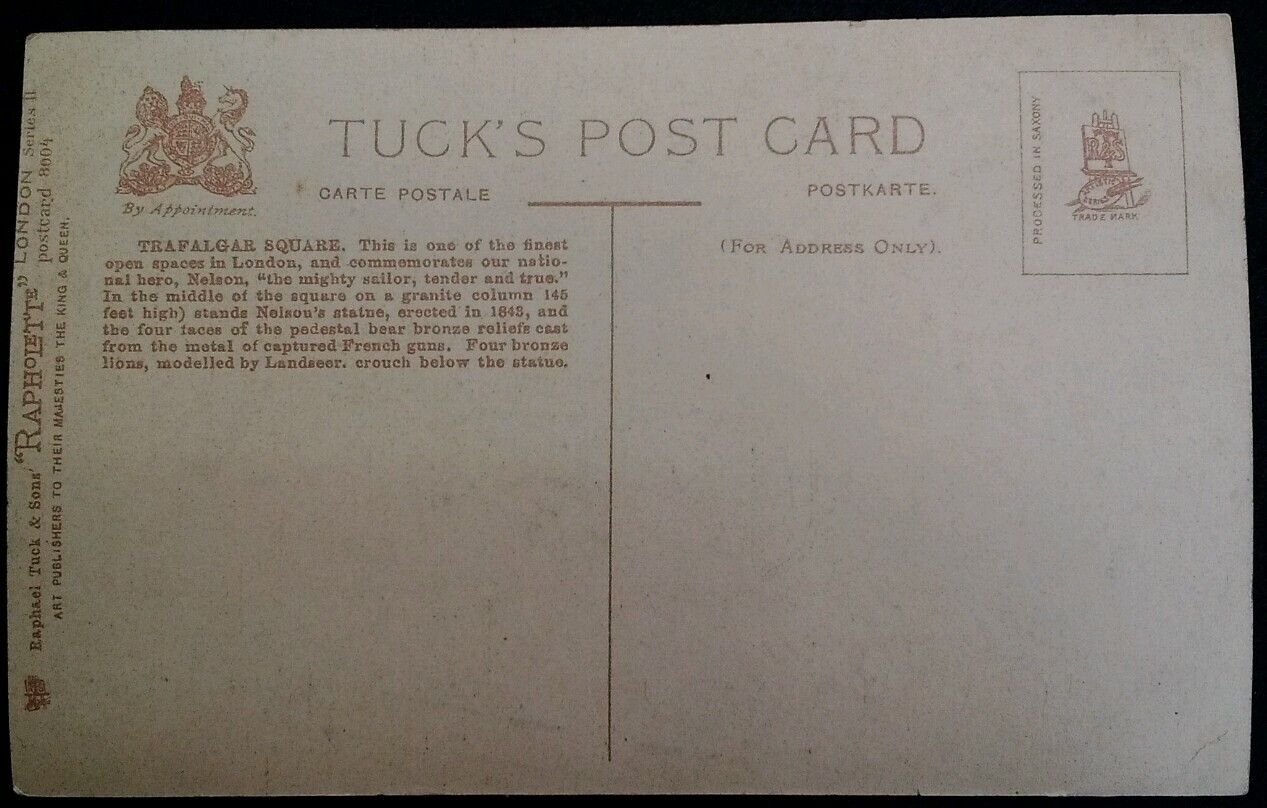 TUCK'S POST CARD
CARTE POSTALE
POSTKARTE.
By Appointment.
(FOR ADDRESS ONLY).
TRAFALGAR SQUARE. This is one of the finest
open spaces in London, and commemorates our natio-
nal hero, Nelson, "the mighty sailor, tender and true."
In the middle of the square on a granite column 145
feet high) stands Nelson's statue, erected in 1843, and
the four faces of the pedestal bear bronze reliefs cast
from the metal of captured French guns. Four bronze
lions, modelled by Landseer. crouch below the statue.
Raphael Tuck & Sons' "RAPHOLETTE" LONDON Series II
postcard 8004
ART PUBLISHERS TO THEIR MAJESTIES THE KING & QUEEN.
PROCESSED IN SAXONY
R T & S
ARTISTIC
SERIES
TRADE MARK